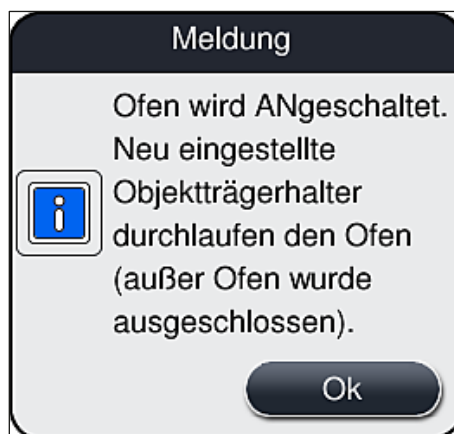 Meldung
Ofen wird ANgeschaltet.
Neu eingestellte
Objektträgerhalter
durchlaufen den Ofen
(außer Ofen wurde
ausgeschlossen).
Ok